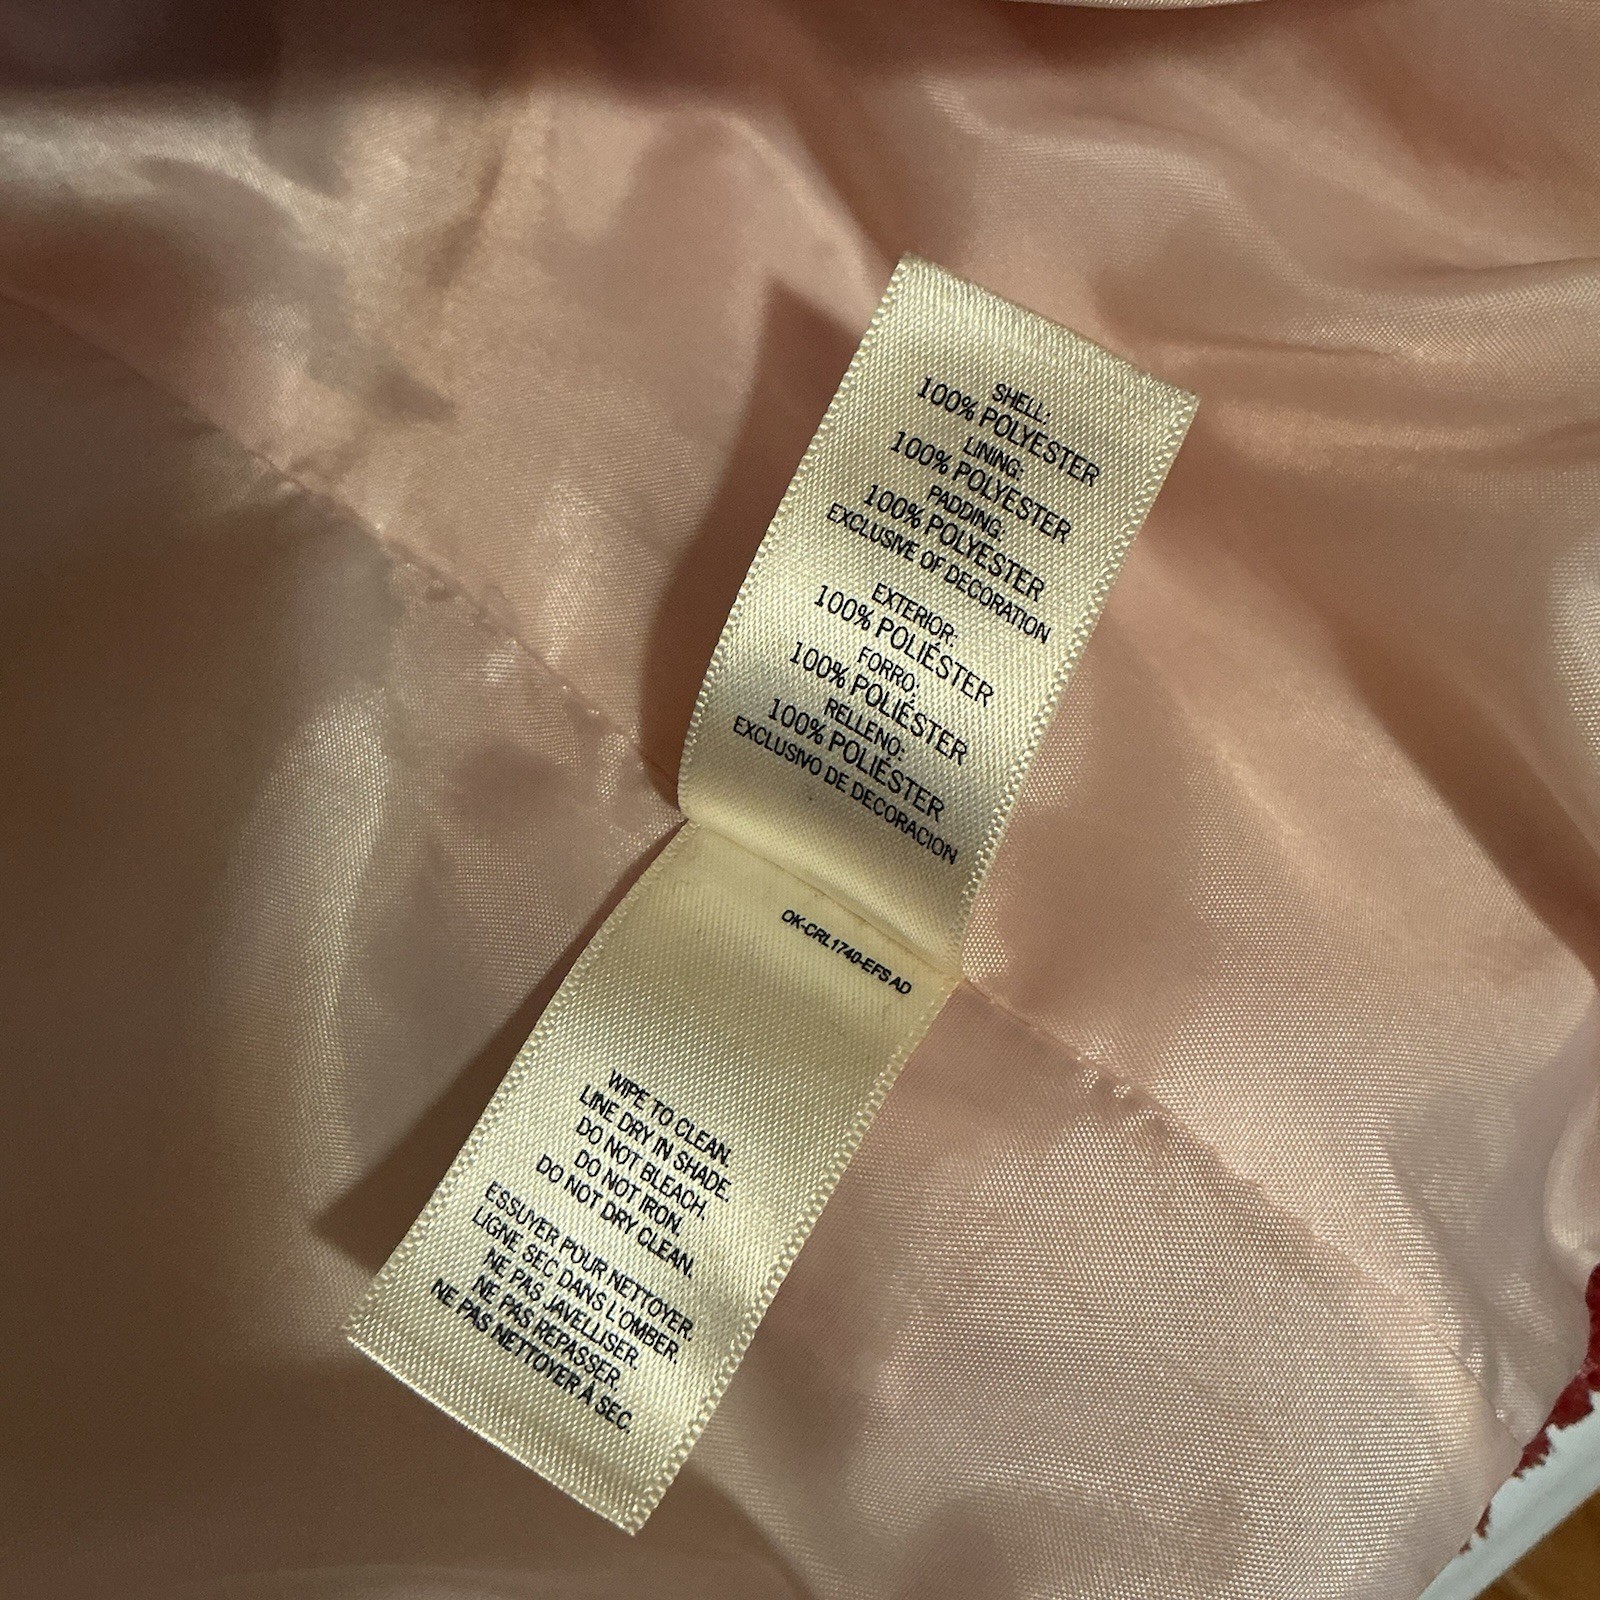 SHELL:
100% POLYESTER
LINING:
100% POLYESTER
PADDING:
100% POLYESTER
EXCLUSIVE OF DECORATION
EXTERIOR:
100% POLIÉSTER
FORRO:
100% POLIÉSTER
RELLENO:
100% POLIÉSTER
EXCLUSIVO DE DECORACION
OK-CRL1740-EFS AD
WIPE TO CLEAN.
LINE DRY IN SHADE.
DO NOT BLEACH.
DO NOT IRON.
DO NOT DRY CLEAN.
ESSUYER POUR NETTOYER.
LIGNE SEC DANS L'OMBER.
NE PAS JAVELLISER.
NE PAS REPASSER.
NE PAS NETTOYER À SEC.